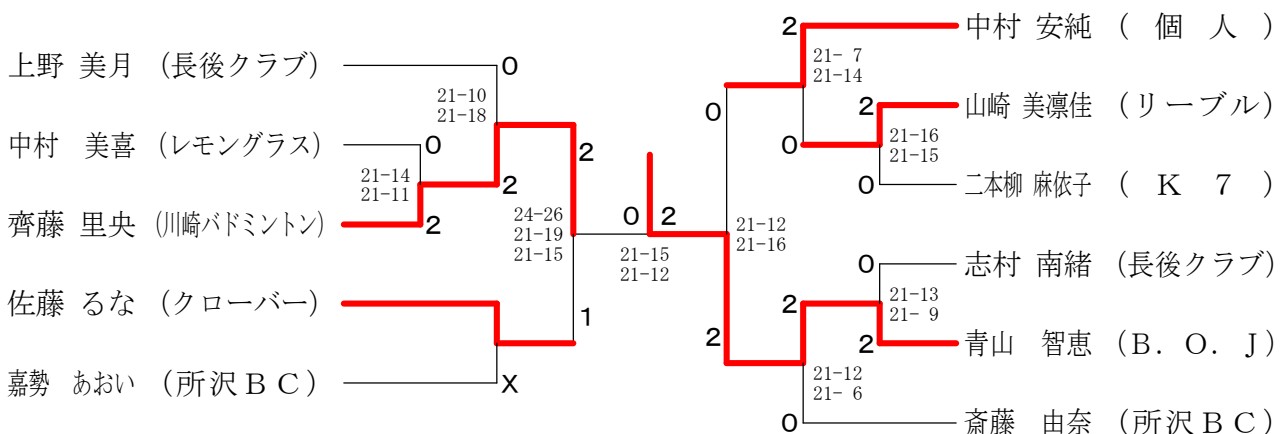 上野 美月 (長後クラブ)
0
21-10
21-18
中村 美喜 (レモングラス)
0
21-14
21-11
2
2
齊藤 里央 (川崎バドミントン)
2
24-26
21-19
21-15
佐藤 るな (クローバー)
1
嘉勢 あおい (所沢BC)
X
0 2
21-15
21-12
2 中村 安純 ( 個 人 )
21- 7
21-14
0
2 山崎 美凛佳 (リーブル)
0
21-16
21-15
0 二本柳 麻依子 ( K 7 )
21-12
21-16
0 志村 南緒 (長後クラブ)
2
21-13
21- 9
2
2 青山 智恵 (B.O.J)
21-12
21- 6
0 斎藤 由奈 (所沢BC)